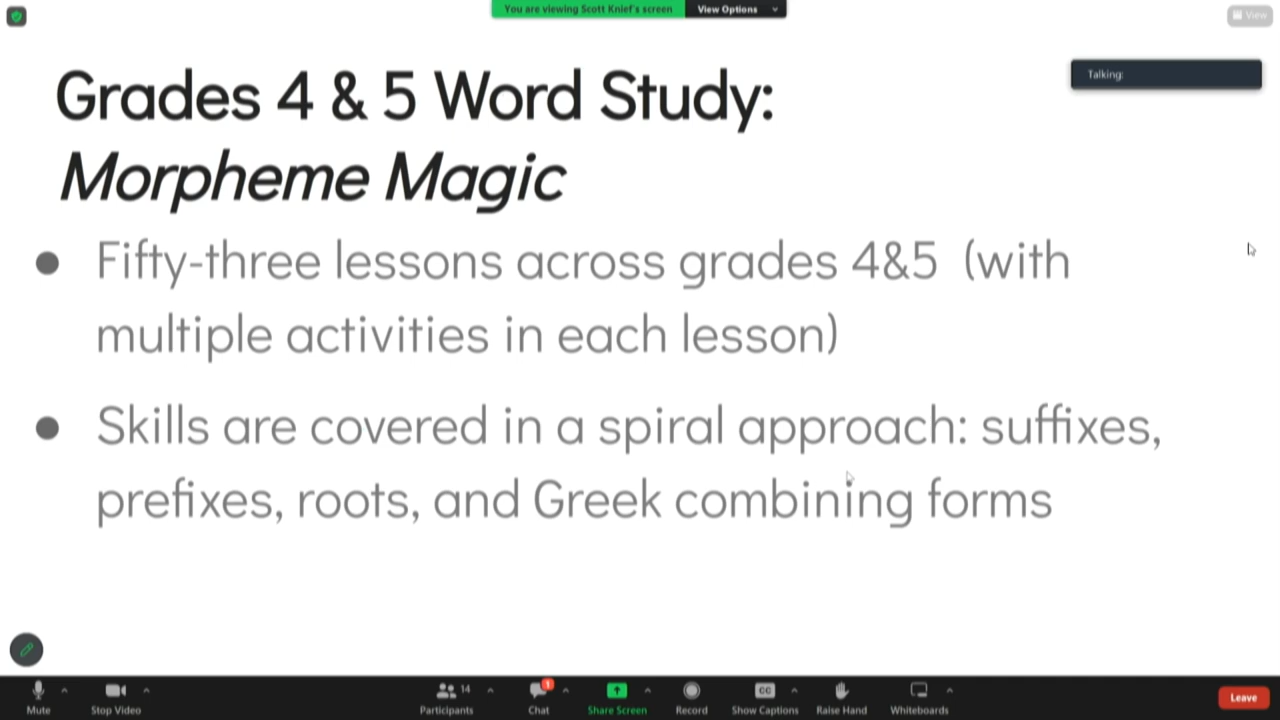 You are viewing Scott Knief's screen
View Options
View
Talking:
Grades 4 & 5 Word Study:
Morpheme Magic
● Fifty-three lessons across grades 4&5 (with
multiple activities in each lesson)
● Skills are covered in a spiral approach: suffixes,
prefixes, roots, and Greek combining forms
Mute
Stop Video
14
Participants
1
Chat
Share Screen
Record
CC
Show Captions
Raise Hand
Whiteboards
Leave